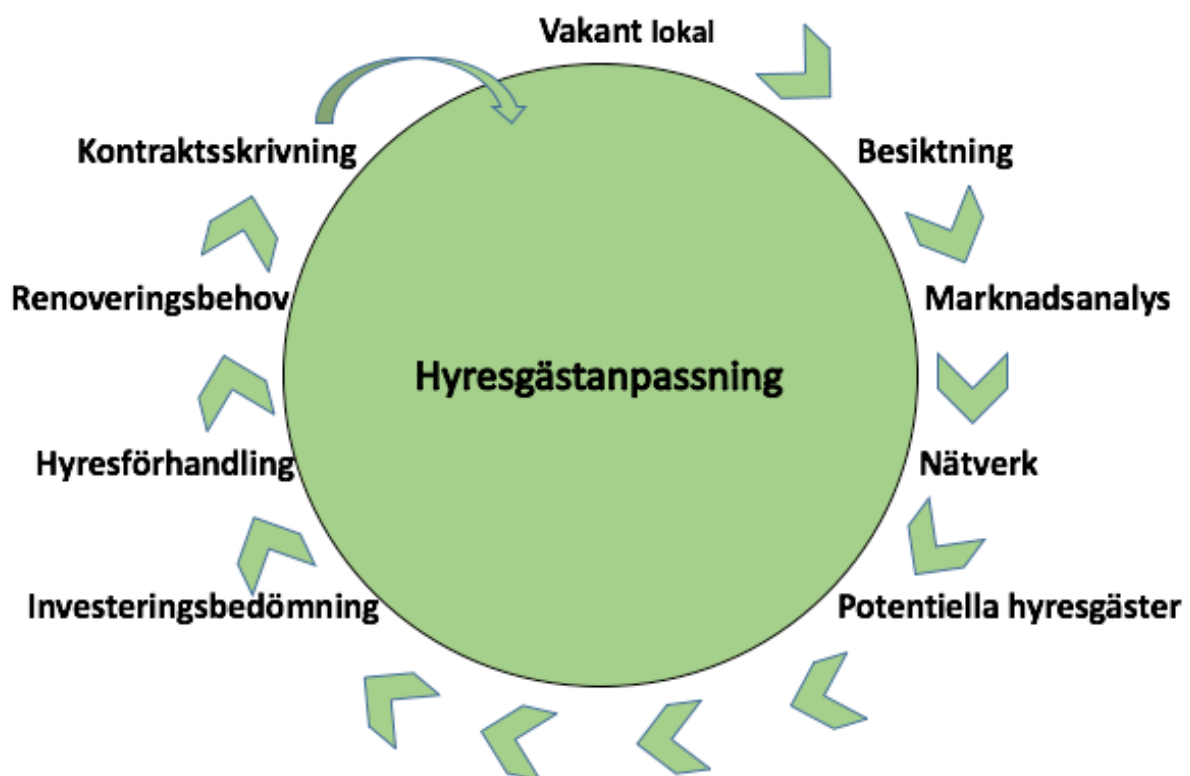 Vakant lokal
Besiktning
Marknadsanalys
Nätverk
Potentiella hyresgäster
Investeringsbedömning
Hyresförhandling
Renoveringsbehov
Kontraktsskrivning
Hyresgästanpassning